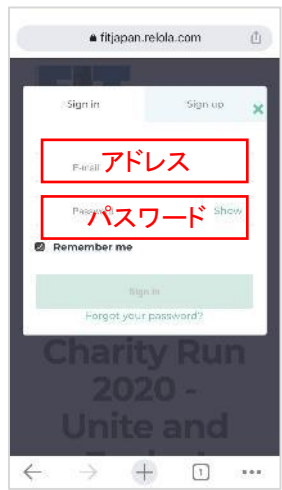 fitjapan.relola.com
FIT
Sign in
Sign up
×
E-mail アドレス
Password パスワード Show
Remember me
Sign in
Forgot your password?
Charity Run
2020 -
Unite and
1